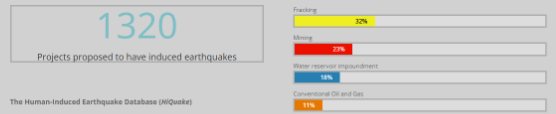 1320
Projects proposed to have induced earthquakes
The Human-Induced Earthquake Database (HiQuake)
Fracking
32%
Mining
23%
Water reservoir impoundment
18%
Conventional Oil and Gas
11%